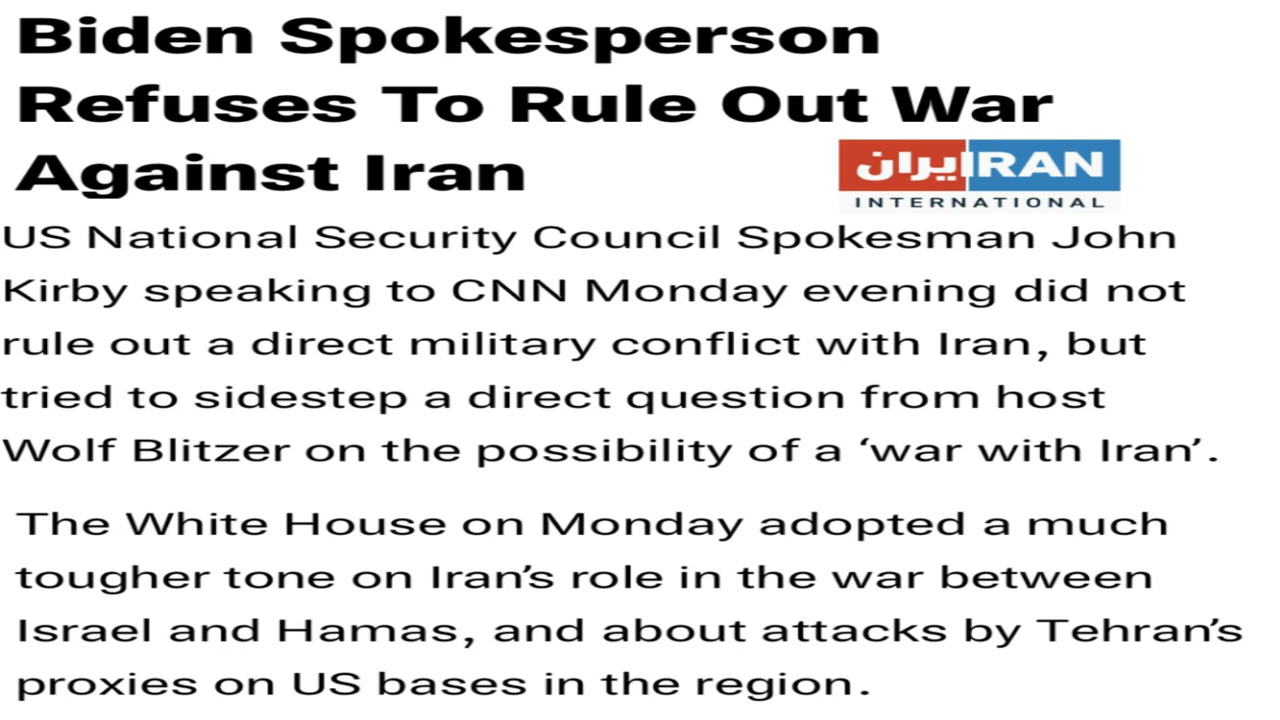 Biden Spokesperson
Refuses To Rule Out War
Against Iran
ایران IRAN
INTERNATIONAL
US National Security Council Spokesman John
Kirby speaking to CNN Monday evening did not
rule out a direct military conflict with Iran, but
tried to sidestep a direct question from host
Wolf Blitzer on the possibility of a ‘war with Iran’.
The White House on Monday adopted a much
tougher tone on Iran’s role in the war between
Israel and Hamas, and about attacks by Tehran’s
proxies on US bases in the region.